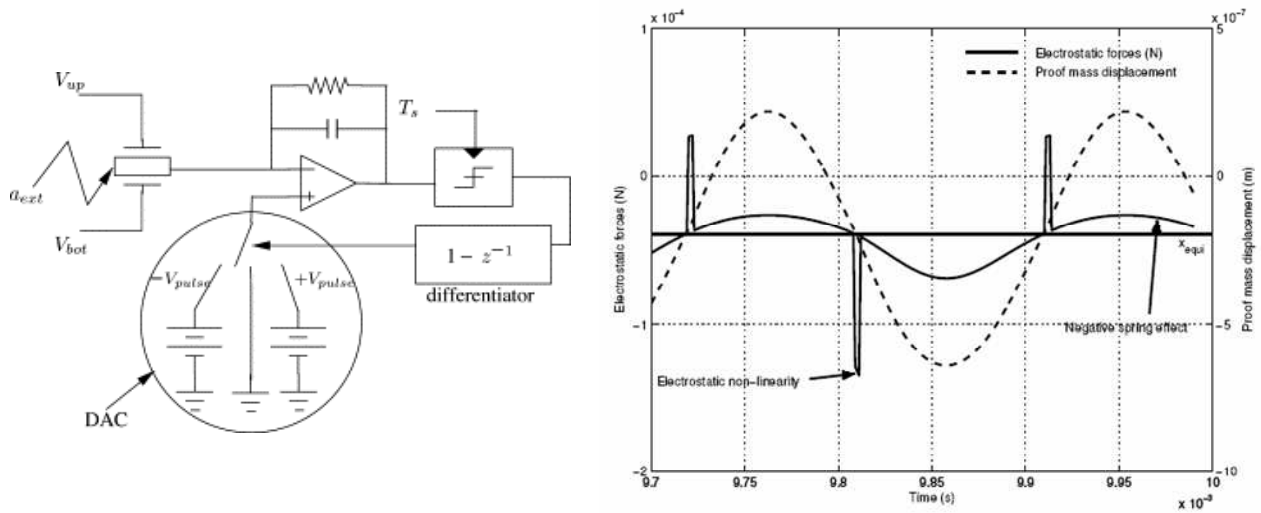 V_up
T_s
a_ext
V_bot
−V_pulse
+V_pulse
1 − z⁻¹
differentiator
DAC
x 10⁻⁴
x 10⁻⁷
1
5
Electrostatic forces (N)
Proof mass displacement
0
0
x_equi
−1
−5
Negative spring effect
Electrostatic non−linearity
−2
−10
9.7
9.75
9.8
9.85
9.9
9.95
10
Time (s)
x 10⁻³
Electrostatic forces (N)
Proof mass displacement (m)